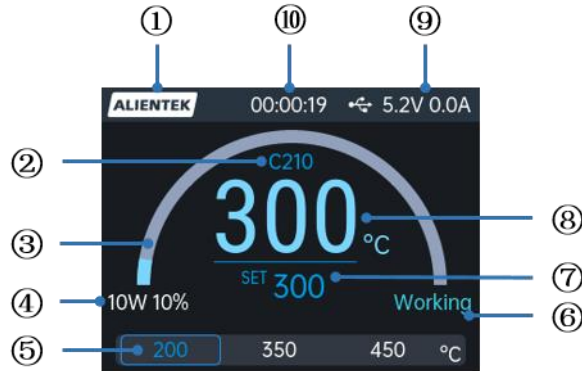 ① ⑩ ⑨
ALIENTEK 00:00:19 5.2V 0.0A
② C210
300 °C ⑧
③
SET 300 ⑦
④ 10W 10% Working ⑥
⑤ 200 350 450 °C